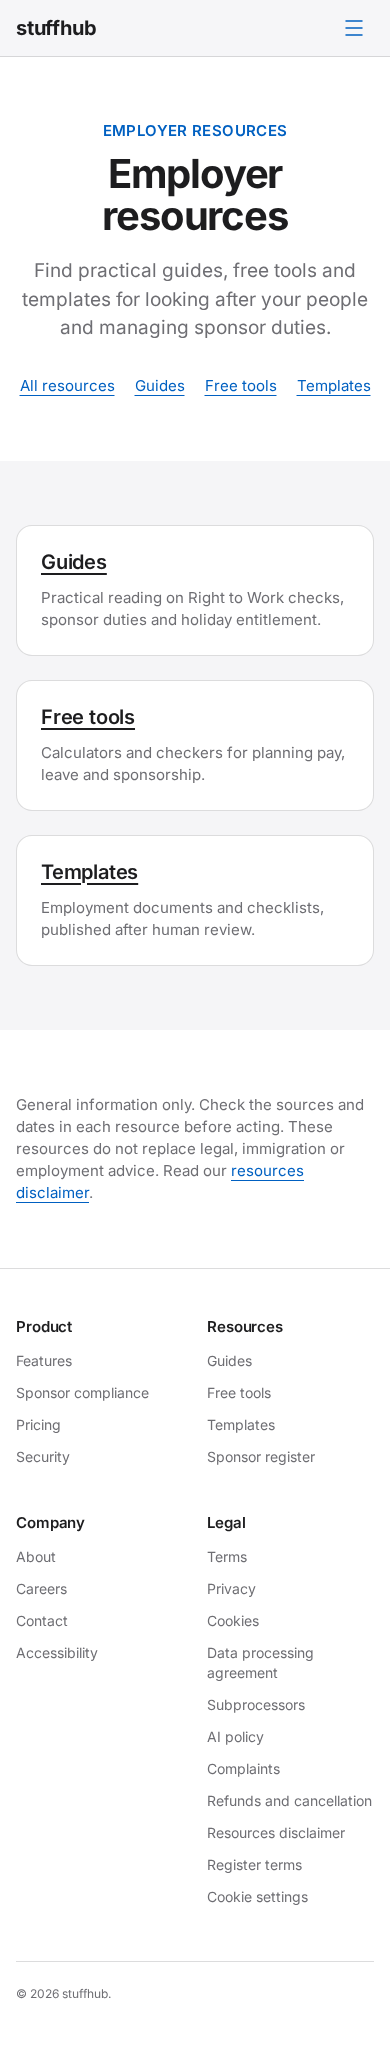 stuffhub
EMPLOYER RESOURCES
Employer
resources
Find practical guides, free tools and
templates for looking after your people
and managing sponsor duties.
All resources Guides Free tools Templates
Guides
Practical reading on Right to Work checks,
sponsor duties and holiday entitlement.
Free tools
Calculators and checkers for planning pay,
leave and sponsorship.
Templates
Employment documents and checklists,
published after human review.
General information only. Check the sources and
dates in each resource before acting. These
resources do not replace legal, immigration or
employment advice. Read our resources
disclaimer.
Product
Features
Sponsor compliance
Pricing
Security
Resources
Guides
Free tools
Templates
Sponsor register
Company
About
Careers
Contact
Accessibility
Legal
Terms
Privacy
Cookies
Data processing
agreement
Subprocessors
AI policy
Complaints
Refunds and cancellation
Resources disclaimer
Register terms
Cookie settings
© 2026 stuffhub.